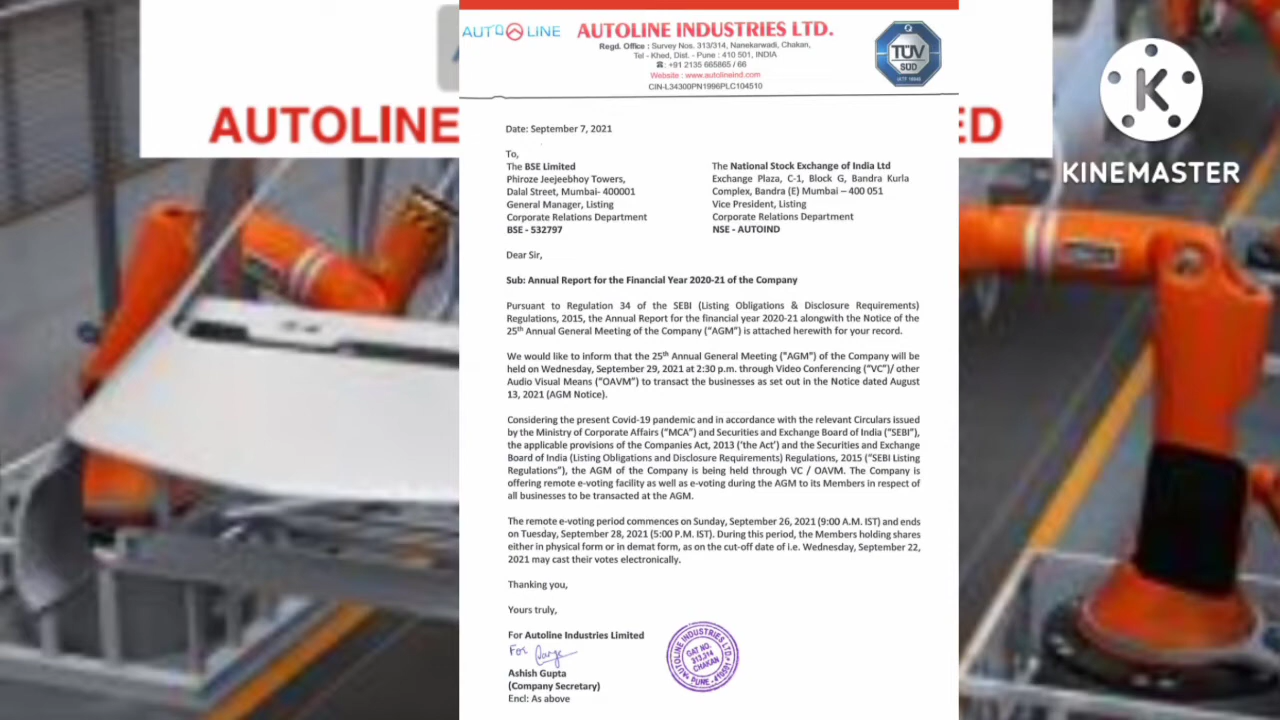 AUTOLINE
ED
KINEMASTER
AUTOLINE
AUTOLINE INDUSTRIES LTD.
Regd. Office : Survey Nos. 313/314, Nanekarwadi, Chakan,
Tel - Khed, Dist. - Pune : 410 501, INDIA
☎: +91 2135 665865 / 66
Website : www.autolineind.com
CIN-L34300PN1996PLC104510
TÜV
SÜD
Date: September 7, 2021
To,
The BSE Limited
Phiroze Jeejeebhoy Towers,
Dalal Street, Mumbai- 400001
General Manager, Listing
Corporate Relations Department
BSE - 532797
The National Stock Exchange of India Ltd
Exchange Plaza, C-1, Block G, Bandra Kurla
Complex, Bandra (E) Mumbai – 400 051
Vice President, Listing
Corporate Relations Department
NSE - AUTOIND
Dear Sir,
Sub: Annual Report for the Financial Year 2020-21 of the Company
Pursuant to Regulation 34 of the SEBI (Listing Obligations & Disclosure Requirements)
Regulations, 2015, the Annual Report for the financial year 2020-21 alongwith the Notice of the
25th Annual General Meeting of the Company ("AGM") is attached herewith for your record.
We would like to inform that the 25th Annual General Meeting ("AGM") of the Company will be
held on Wednesday, September 29, 2021 at 2:30 p.m. through Video Conferencing ("VC")/ other
Audio Visual Means ("OAVM") to transact the businesses as set out in the Notice dated August
13, 2021 (AGM Notice).
Considering the present Covid-19 pandemic and in accordance with the relevant Circulars issued
by the Ministry of Corporate Affairs ("MCA") and Securities and Exchange Board of India ("SEBI"),
the applicable provisions of the Companies Act, 2013 ('the Act') and the Securities and Exchange
Board of India (Listing Obligations and Disclosure Requirements) Regulations, 2015 ("SEBI Listing
Regulations"), the AGM of the Company is being held through VC / OAVM. The Company is
offering remote e-voting facility as well as e-voting during the AGM to its Members in respect of
all businesses to be transacted at the AGM.
The remote e-voting period commences on Sunday, September 26, 2021 (9:00 A.M. IST) and ends
on Tuesday, September 28, 2021 (5:00 P.M. IST). During this period, the Members holding shares
either in physical form or in demat form, as on the cut-off date of i.e. Wednesday, September 22,
2021 may cast their votes electronically.
Thanking you,
Yours truly,
For Autoline Industries Limited
For
Ashish Gupta
(Company Secretary)
Encl: As above
AUTOLINE INDUSTRIES LTD.
GAT NO.
313,314
CHAKAN
PUNE